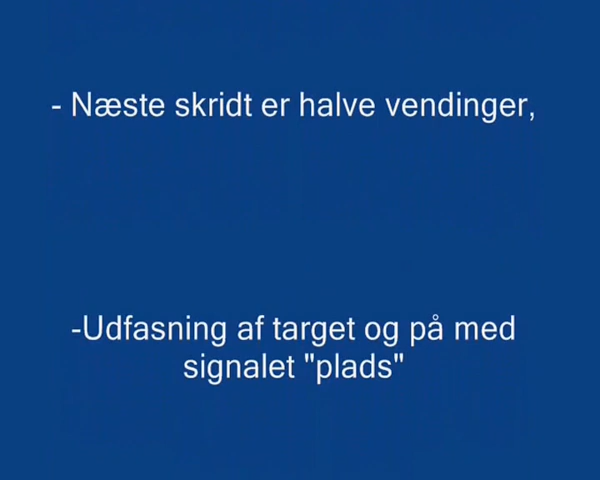 - Næste skridt er halve vendinger,
-Udfasning af target og på med
signalet "plads"